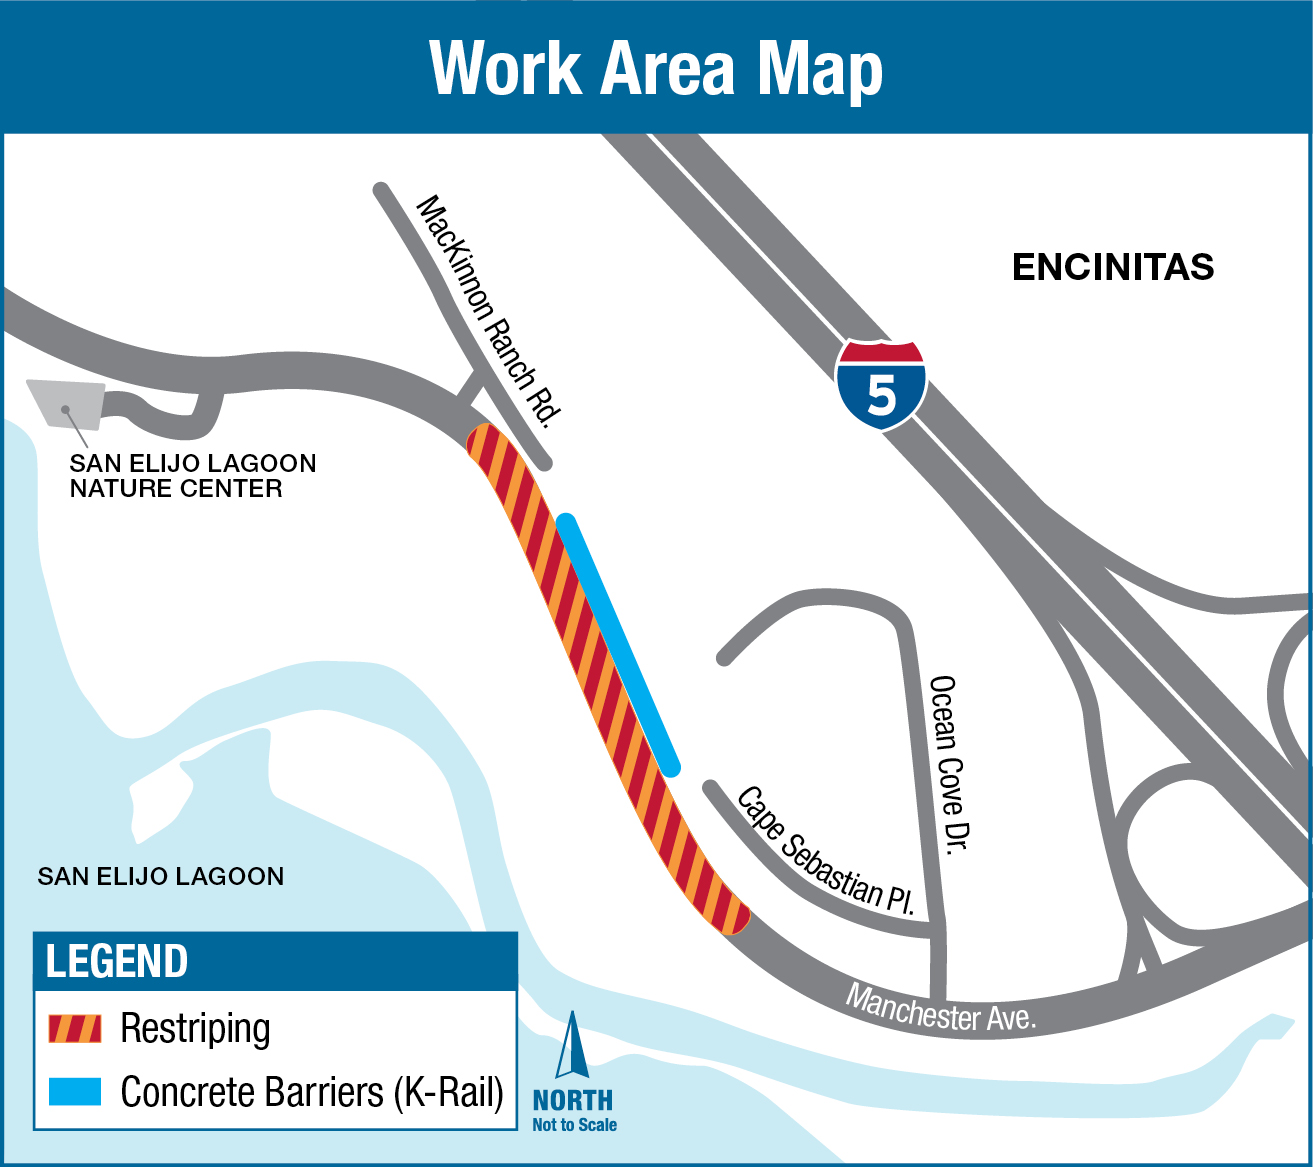 Work Area Map
MacKinnon Ranch Rd.
ENCINITAS
5
SAN ELIJO LAGOON
NATURE CENTER
Ocean Cove Dr.
Cape Sebastian Pl.
SAN ELIJO LAGOON
Manchester Ave.
LEGEND
Restriping
Concrete Barriers (K-Rail)
NORTH
Not to Scale